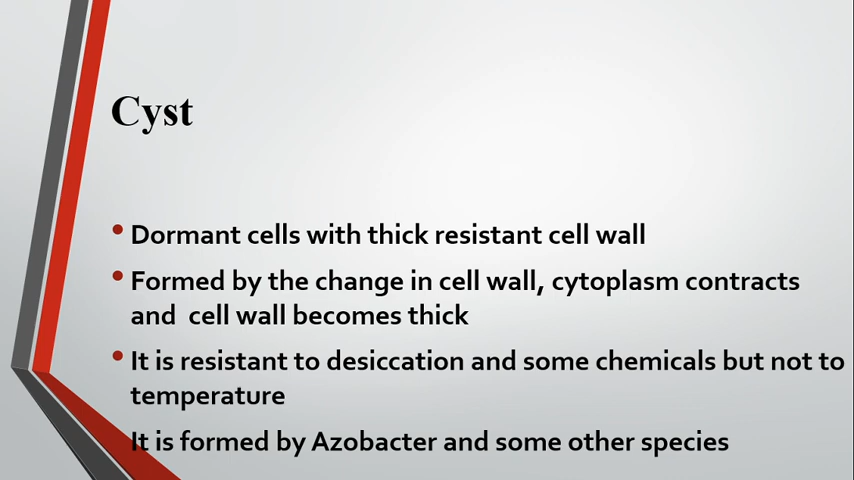 Cyst
• Dormant cells with thick resistant cell wall
• Formed by the change in cell wall, cytoplasm contracts
and  cell wall becomes thick
• It is resistant to desiccation and some chemicals but not to
temperature
It is formed by Azobacter and some other species